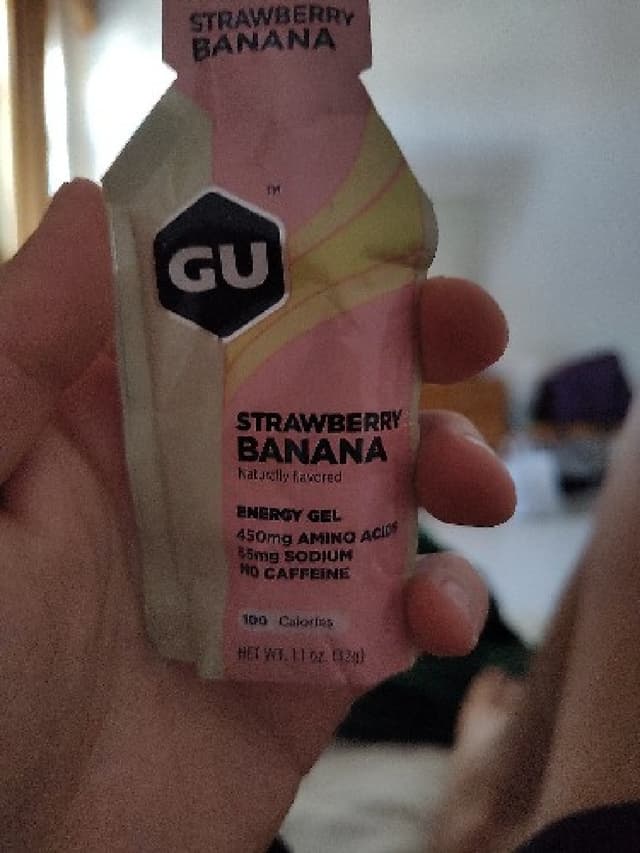 STRAWBERRY
BANANA
™
GU
STRAWBERRY
BANANA
Naturally flavored
ENERGY GEL
450mg AMINO ACIDS
55mg SODIUM
NO CAFFEINE
100 Calories
NET WT. 1.1 oz. (32g)